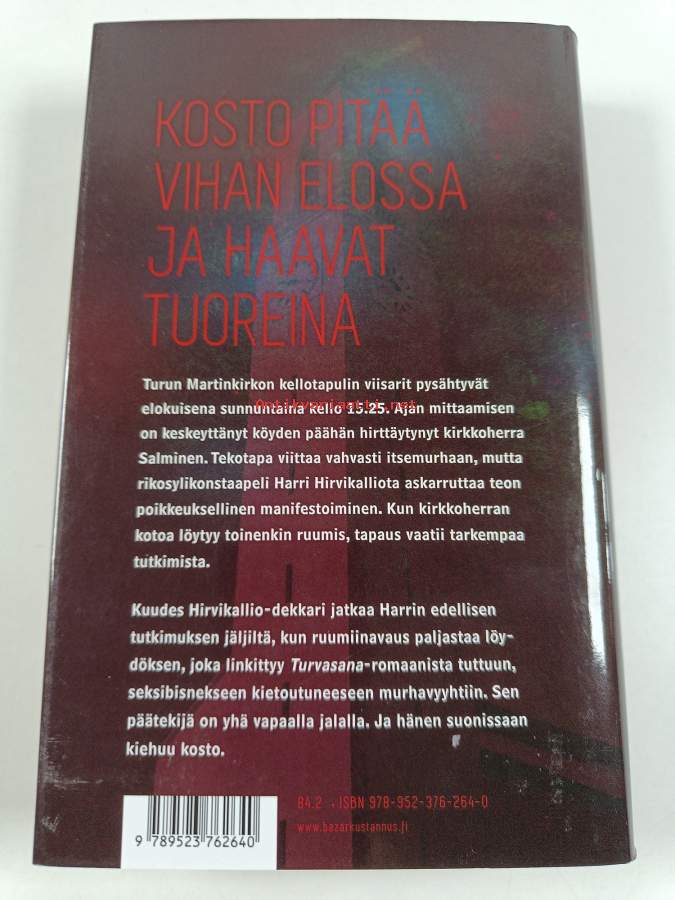 KOSTO PITÄÄ
VIHAN ELOSSA
JA HAAVAT
TUOREINA
Turun Martinkirkon kellotapulin viisarit pysähtyvät
elokuisena sunnuntaina kello 15.25. Ajan mittaamisen
Antikvariaatti.net
on keskeyttänyt köyden päähän hirttäytynyt kirkkoherra
Salminen. Tekotapa viittaa vahvasti itsemurhaan, mutta
rikosylikonstaapeli Harri Hirvikalliota askarruttaa teon
poikkeuksellinen manifestoiminen. Kun kirkkoherran
kotoa löytyy toinenkin ruumis, tapaus vaatii tarkempaa
tutkimista.
Kuudes Hirvikallio-dekkari jatkaa Harrin edellisen
tutkimuksen jäljiltä, kun ruumiinavaus paljastaa löy-
döksen, joka linkittyy Turvasana-romaanista tuttuun,
seksibisnekseen kietoutuneeseen murhavyyhtiin. Sen
päätekijä on yhä vapaalla jalalla. Ja hänen suonissaan
kiehuu kosto.
84.2 . ISBN 978-952-376-264-0
www.bazarkustannus.fi
9 789523 762640